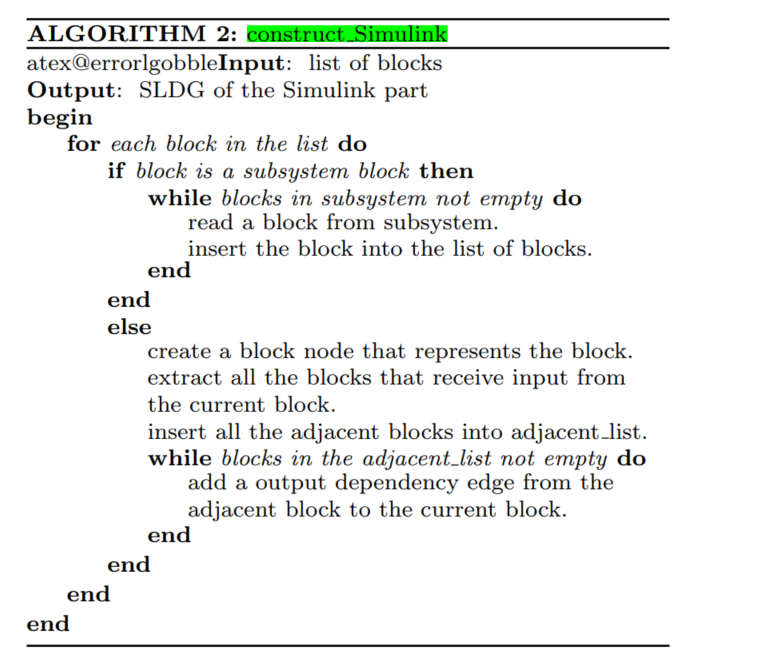 ALGORITHM 2: construct_Simulink
atex@errorlgobbleInput: list of blocks
Output: SLDG of the Simulink part
begin
for each block in the list do
if block is a subsystem block then
while blocks in subsystem not empty do
read a block from subsystem.
insert the block into the list of blocks.
end
end
else
create a block node that represents the block.
extract all the blocks that receive input from
the current block.
insert all the adjacent blocks into adjacent_list.
while blocks in the adjacent_list not empty do
add a output dependency edge from the
adjacent block to the current block.
end
end
end
end